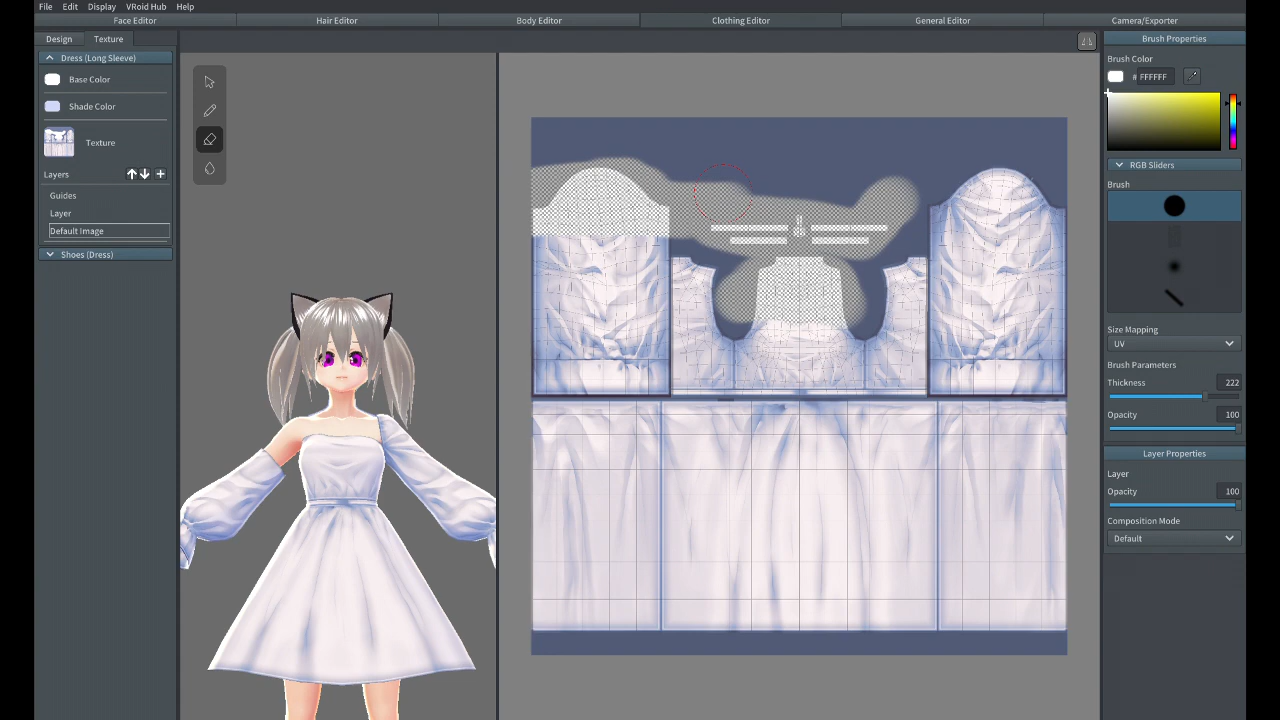 File Edit Display VRoid Hub Help
Face Editor Hair Editor Body Editor Clothing Editor General Editor Camera/Exporter
Design Texture
Dress (Long Sleeve)
Base Color
Shade Color
Texture
Layers
Guides
Layer
Default Image
Shoes (Dress)
Brush Properties
Brush Color
# FFFFFF
RGB Sliders
Brush
Size Mapping
UV
Brush Parameters
Thickness 222
Opacity 100
Layer Properties
Layer
Opacity 100
Composition Mode
Default